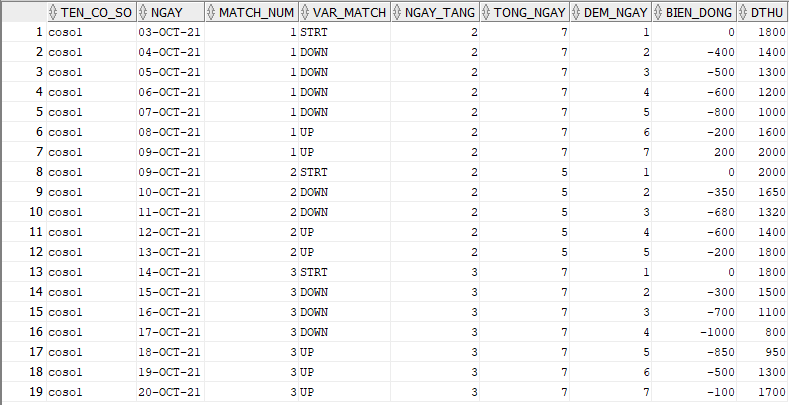 TEN_CO_SO NGAY MATCH_NUM VAR_MATCH NGAY_TANG TONG_NGAY DEM_NGAY BIEN_DONG DTHU
1 coso1 03-OCT-21 1 STRT 2 7 1 0 1800
2 coso1 04-OCT-21 1 DOWN 2 7 2 -400 1400
3 coso1 05-OCT-21 1 DOWN 2 7 3 -500 1300
4 coso1 06-OCT-21 1 DOWN 2 7 4 -600 1200
5 coso1 07-OCT-21 1 DOWN 2 7 5 -800 1000
6 coso1 08-OCT-21 1 UP 2 7 6 -200 1600
7 coso1 09-OCT-21 1 UP 2 7 7 200 2000
8 coso1 09-OCT-21 2 STRT 2 5 1 0 2000
9 coso1 10-OCT-21 2 DOWN 2 5 2 -350 1650
10 coso1 11-OCT-21 2 DOWN 2 5 3 -680 1320
11 coso1 12-OCT-21 2 UP 2 5 4 -600 1400
12 coso1 13-OCT-21 2 UP 2 5 5 -200 1800
13 coso1 14-OCT-21 3 STRT 3 7 1 0 1800
14 coso1 15-OCT-21 3 DOWN 3 7 2 -300 1500
15 coso1 16-OCT-21 3 DOWN 3 7 3 -700 1100
16 coso1 17-OCT-21 3 DOWN 3 7 4 -1000 800
17 coso1 18-OCT-21 3 UP 3 7 5 -850 950
18 coso1 19-OCT-21 3 UP 3 7 6 -500 1300
19 coso1 20-OCT-21 3 UP 3 7 7 -100 1700